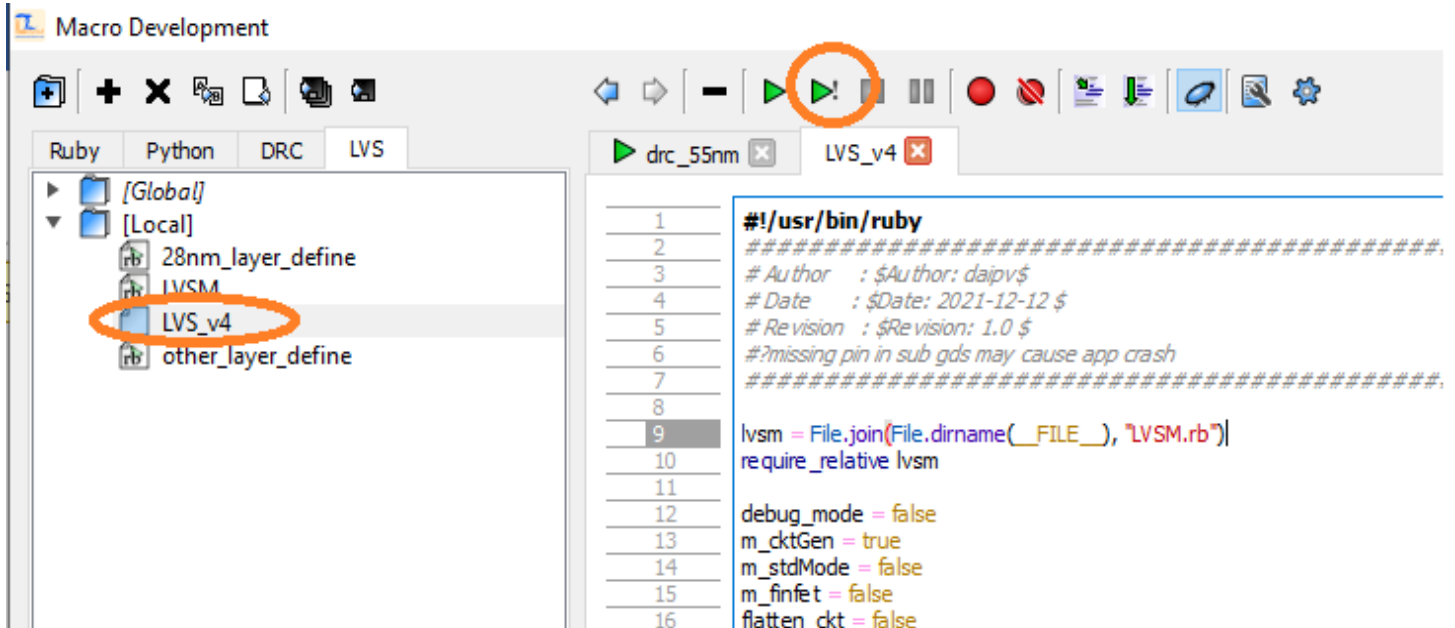 Macro Development
Ruby Python DRC LVS
drc_55nm LVS_v4
[Global]
[Local]
28nm_layer_define
LVSM
LVS_v4
other_layer_define
1 #!/usr/bin/ruby
2 ############################################
3 # Author : $Author: daipv$
4 # Date : $Date: 2021-12-12 $
5 # Revision : $Revision: 1.0 $
6 #?missing pin in sub gds may cause app crash
7 ############################################
8
9 lvsm = File.join(File.dirname(__FILE__), "LVSM.rb")
10 require_relative lvsm
11
12 debug_mode = false
13 m_cktGen = true
14 m_stdMode = false
15 m_finfet = false
16 flatten_ckt = false